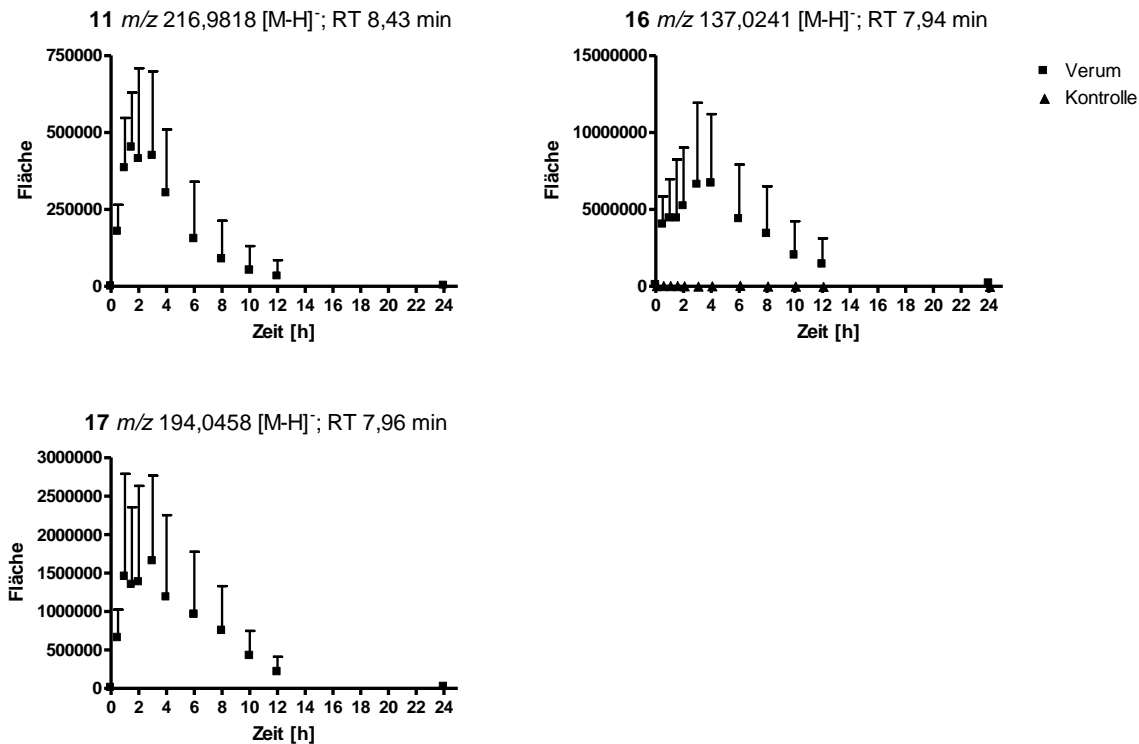 11 m/z 216,9818 [M-H]⁻; RT 8,43 min
750000
500000
250000
0
Fläche
0 2 4 6 8 10 12 14 16 18 20 22 24
Zeit [h]
16 m/z 137,0241 [M-H]⁻; RT 7,94 min
15000000
10000000
5000000
0
Fläche
0 2 4 6 8 10 12 14 16 18 20 22 24
Zeit [h]
Verum
Kontrolle
17 m/z 194,0458 [M-H]⁻; RT 7,96 min
3000000
2500000
2000000
1500000
1000000
500000
0
Fläche
0 2 4 6 8 10 12 14 16 18 20 22 24
Zeit [h]